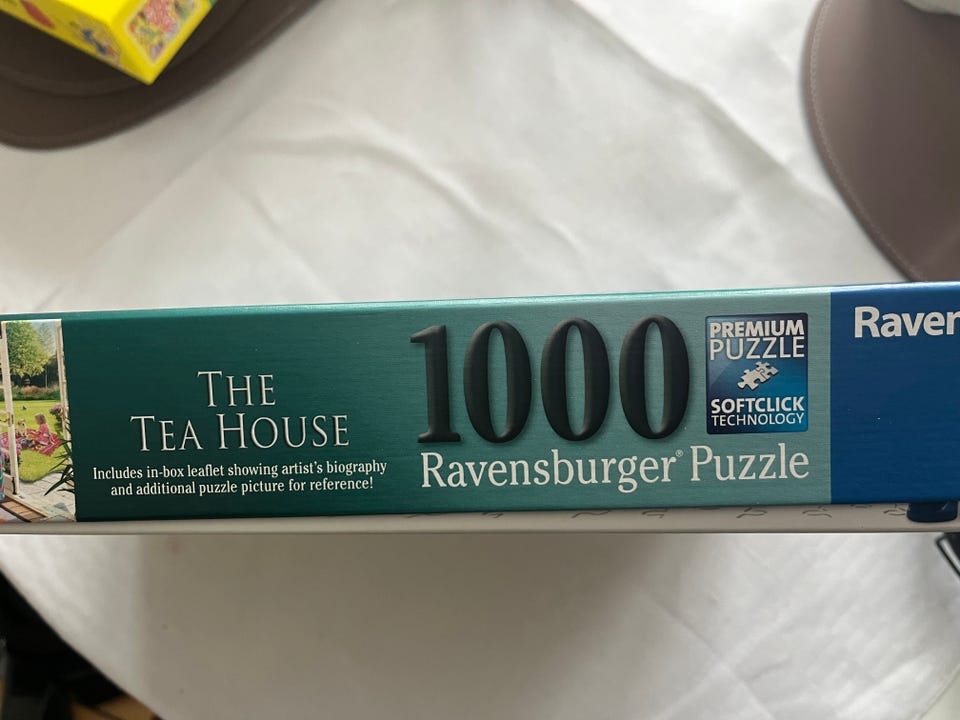 THE
TEA HOUSE
Includes in-box leaflet showing artist's biography
and additional puzzle picture for reference!
1000
Ravensburger® Puzzle
PREMIUM
PUZZLE
SOFTCLICK
TECHNOLOGY
Raven